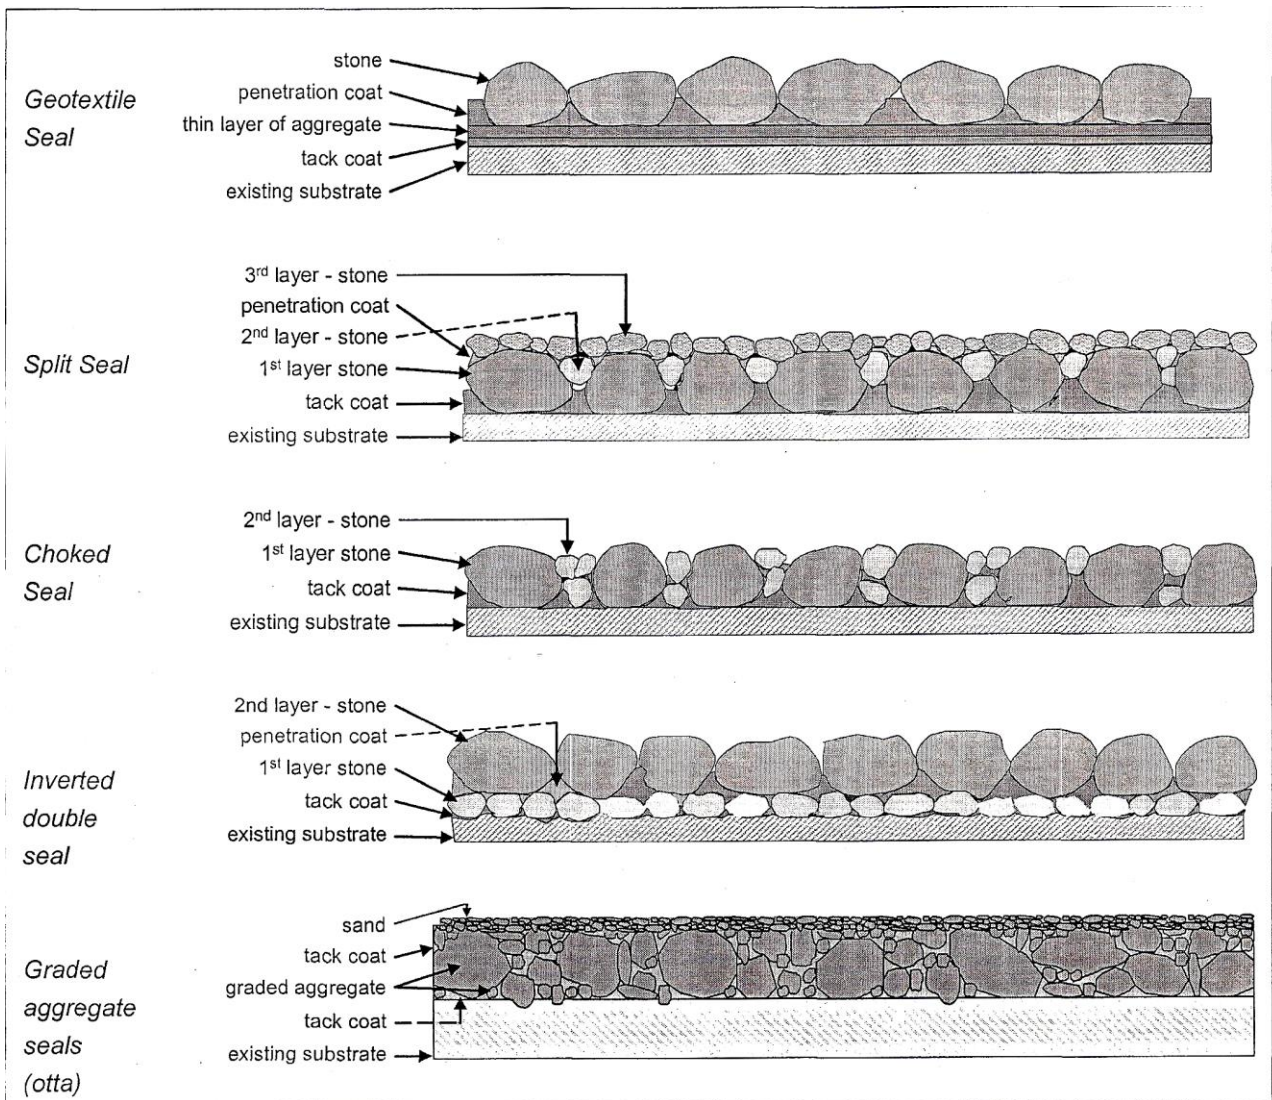 Geotextile
Seal
stone
penetration coat
thin layer of aggregate
tack coat
existing substrate
Split Seal
3rd layer - stone
penetration coat
2nd layer - stone
1st layer stone
tack coat
existing substrate
Choked
Seal
2nd layer - stone
1st layer stone
tack coat
existing substrate
Inverted
double
seal
2nd layer - stone
penetration coat
1st layer stone
tack coat
existing substrate
Graded
aggregate
seals
(otta)
sand
tack coat
graded aggregate
tack coat
existing substrate